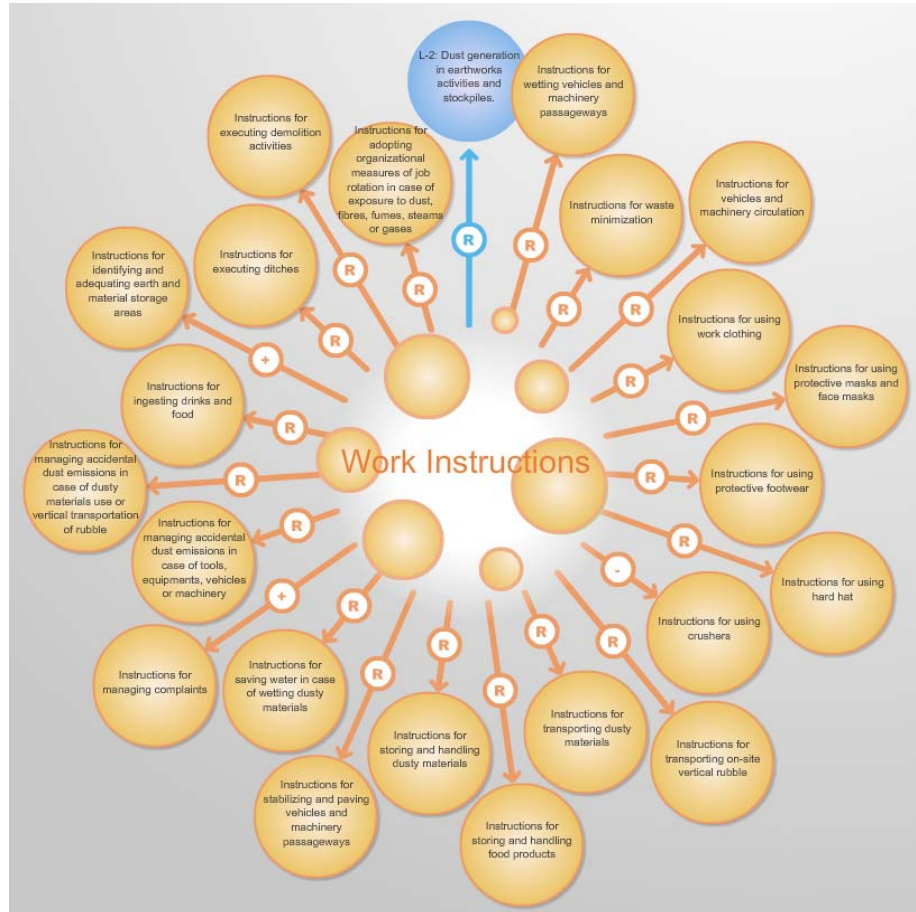 L-2: Dust generation
in earthworks
activities and
stockpiles.
R
Instructions for
wetting vehicles and
machinery
passageways
R
Instructions for waste
minimization
R
Instructions for
vehicles and
machinery circulation
R
Instructions for using
work clothing
R
Instructions for using
protective masks and
face masks
R
Instructions for using
protective footwear
R
Instructions for using
hard hat
R
Instructions for using
crushers
-
Instructions for
transporting on-site
vertical rubble
R
Instructions for
transporting dusty
materials
R
Instructions for
storing and handling
food products
R
Instructions for
storing and handling
dusty materials
R
Instructions for
stabilizing and paving
vehicles and
machinery
passageways
R
Instructions for
saving water in case
of wetting dusty
materials
R
Instructions for
managing complaints
+
Instructions for
managing accidental
dust emissions in
case of tools,
equipments, vehicles
or machinery
R
Instructions for
managing accidental
dust emissions in
case of dusty
materials use or
vertical transportation
of rubble
R
Instructions for
ingesting drinks and
food
R
Instructions for
identifying and
adequating earth and
material storage
areas
+
Instructions for
executing ditches
R
Instructions for
executing demolition
activities
R
Instructions for
adopting
organizational
measures of job
rotation in case of
exposure to dust,
fibres, fumes, steams
or gases
R
Work Instructions